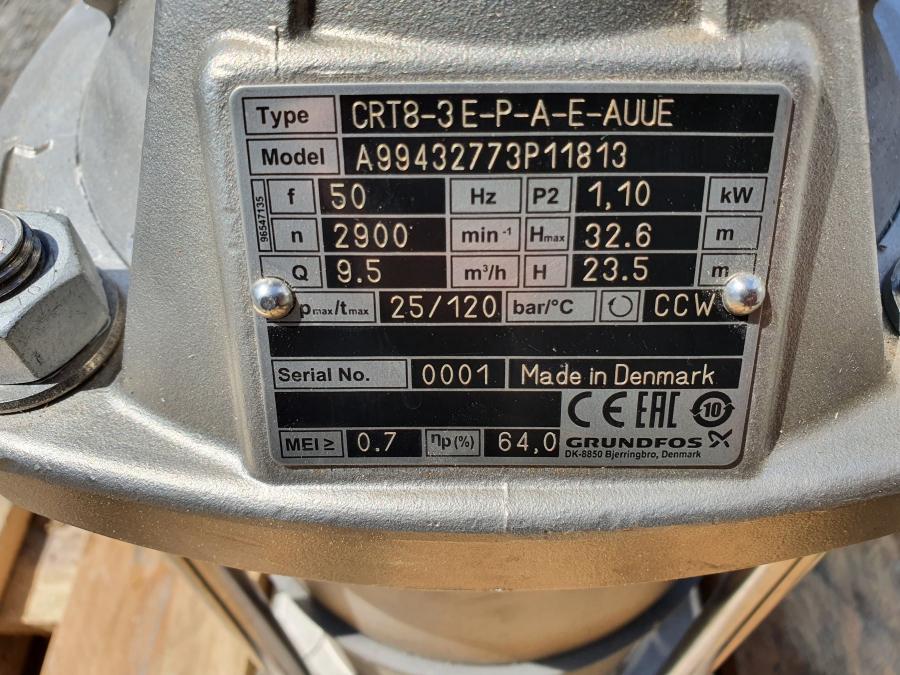 Type CRT8-3E-P-A-E-AUUE
Model A99432773P11813
96547135
f 50 Hz P2 1,10 kW
n 2900 min⁻¹ Hmax 32.6 m
Q 9.5 m³/h H 23.5 m
pmax/tmax 25/120 bar/°C CCW
Serial No. 0001 Made in Denmark
CE EAC 10
MEI ≥ 0.7 ηp(%) 64,0 GRUNDFOS
DK-8850 Bjerringbro, Denmark